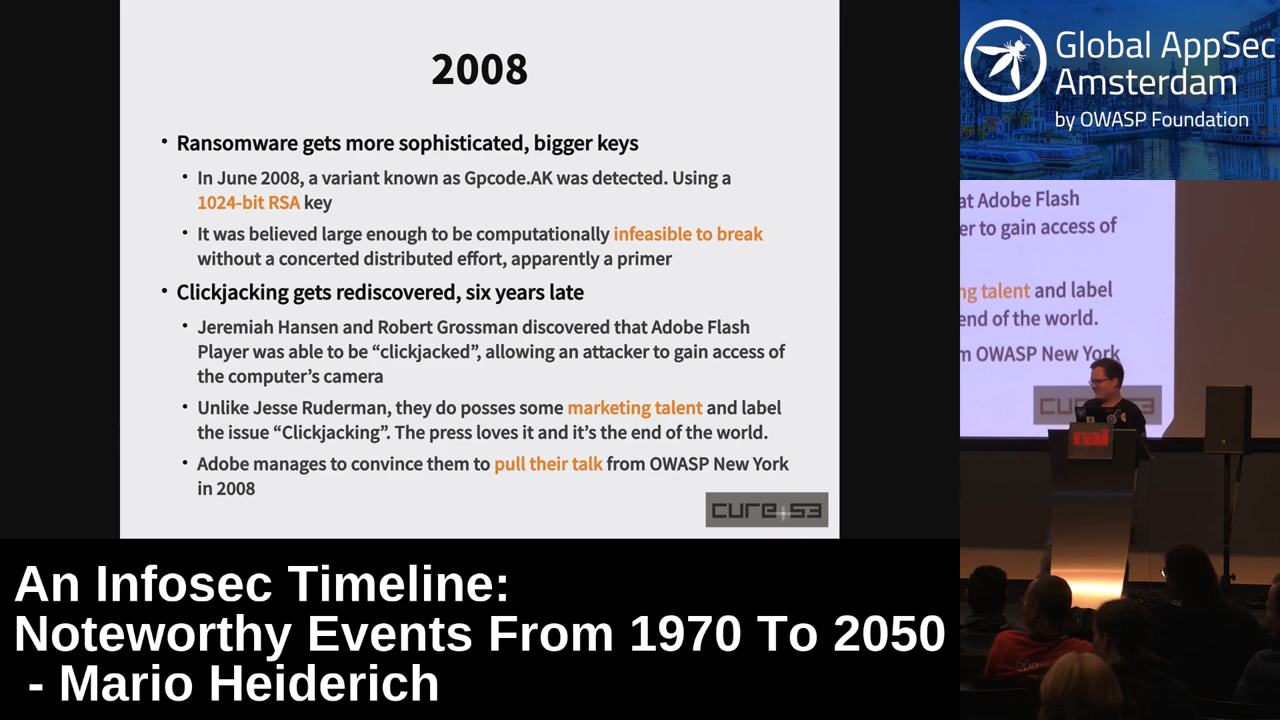 2008
• Ransomware gets more sophisticated, bigger keys
• In June 2008, a variant known as Gpcode.AK was detected. Using a
1024-bit RSA key
• It was believed large enough to be computationally infeasible to break
without a concerted distributed effort, apparently a primer
• Clickjacking gets rediscovered, six years late
• Jeremiah Hansen and Robert Grossman discovered that Adobe Flash
Player was able to be “clickjacked”, allowing an attacker to gain access of
the computer’s camera
• Unlike Jesse Ruderman, they do posses some marketing talent and label
the issue “Clickjacking”. The press loves it and it’s the end of the world.
• Adobe manages to convince them to pull their talk from OWASP New York
in 2008
cure+53
Global AppSec
Amsterdam
by OWASP Foundation
at Adobe Flash
er to gain access of
ng talent and label
end of the world.
m OWASP New York
cure53
rai
An Infosec Timeline:
Noteworthy Events From 1970 To 2050
- Mario Heiderich